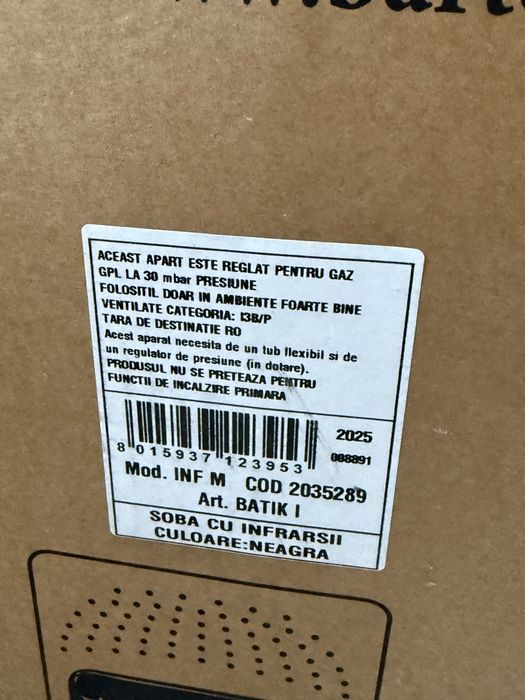 ACEAST APART ESTE REGLAT PENTRU GAZ
GPL LA 30 mbar PRESIUNE
FOLOSITIL DOAR IN AMBIENTE FOARTE BINE
VENTILATE CATEGORIA: I3B/P
TARA DE DESTINATIE RO
Acest aparat necesita de un tub flexibil si de
un regulator de presiune (in dotare).
PRODUSUL NU SE PRETEAZA PENTRU
FUNCTII DE INCALZIRE PRIMARA
8 015937 123953
2025
008891
Mod. INF M COD 2035289
Art. BATIK I
SOBA CU INFRARSII
CULOARE:NEAGRA